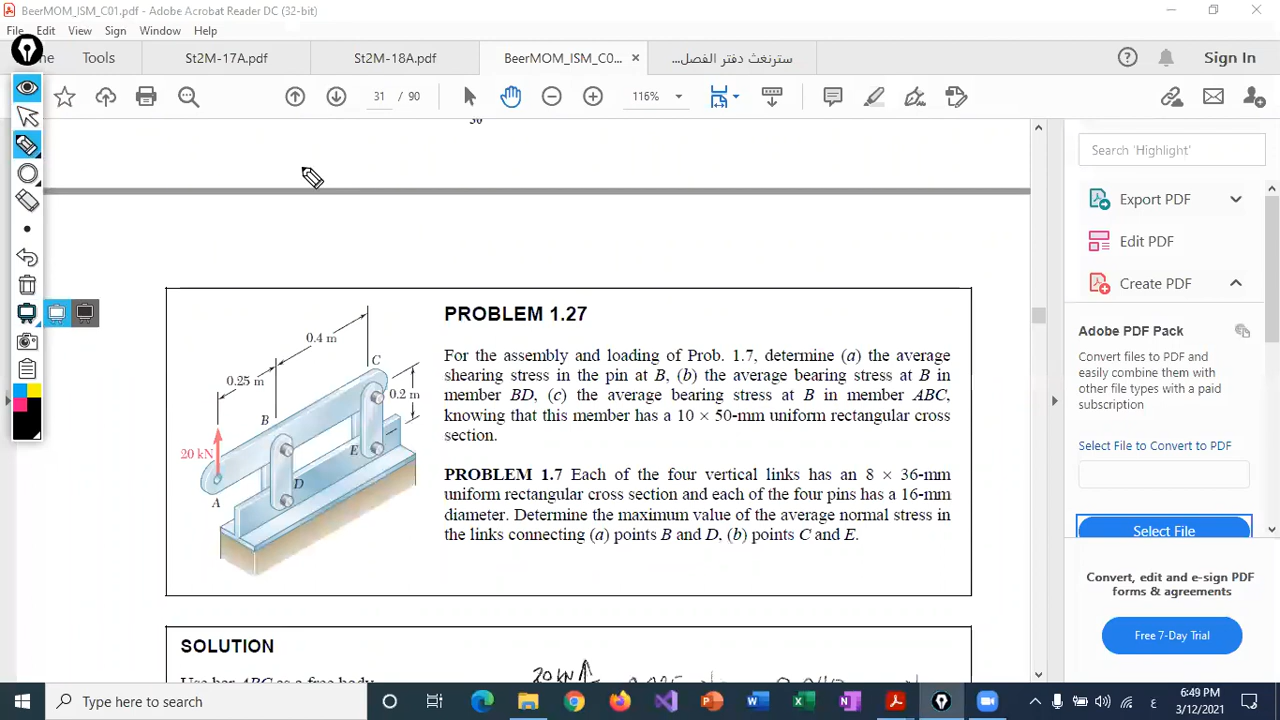 BeerMOM_ISM_C01.pdf - Adobe Acrobat Reader DC (32-bit)
File Edit View Sign Window Help
me Tools St2M-17A.pdf St2M-18A.pdf BeerMOM_ISM_C0... × سترنغث دفتر الفصل... Sign In
31 / 90 116%
30
Search 'Highlight'
Export PDF
Edit PDF
Create PDF
Adobe PDF Pack
Convert files to PDF and
easily combine them with
other file types with a paid
subscription
Select File to Convert to PDF
Select File
Convert, edit and e-sign PDF
forms & agreements
Free 7-Day Trial
PROBLEM 1.27
For the assembly and loading of Prob. 1.7, determine (a) the average
shearing stress in the pin at B, (b) the average bearing stress at B in
member BD, (c) the average bearing stress at B in member ABC,
knowing that this member has a 10 × 50-mm uniform rectangular cross
section.
PROBLEM 1.7 Each of the four vertical links has an 8 × 36-mm
uniform rectangular cross section and each of the four pins has a 16-mm
diameter. Determine the maximum value of the average normal stress in
the links connecting (a) points B and D, (b) points C and E.
0.4 m
C
0.25 m
0.2 m
B
E
20 kN
D
A
SOLUTION
Use bar ABC as a free body
20 kN
Type here to search
ع
6:49 PM
3/12/2021